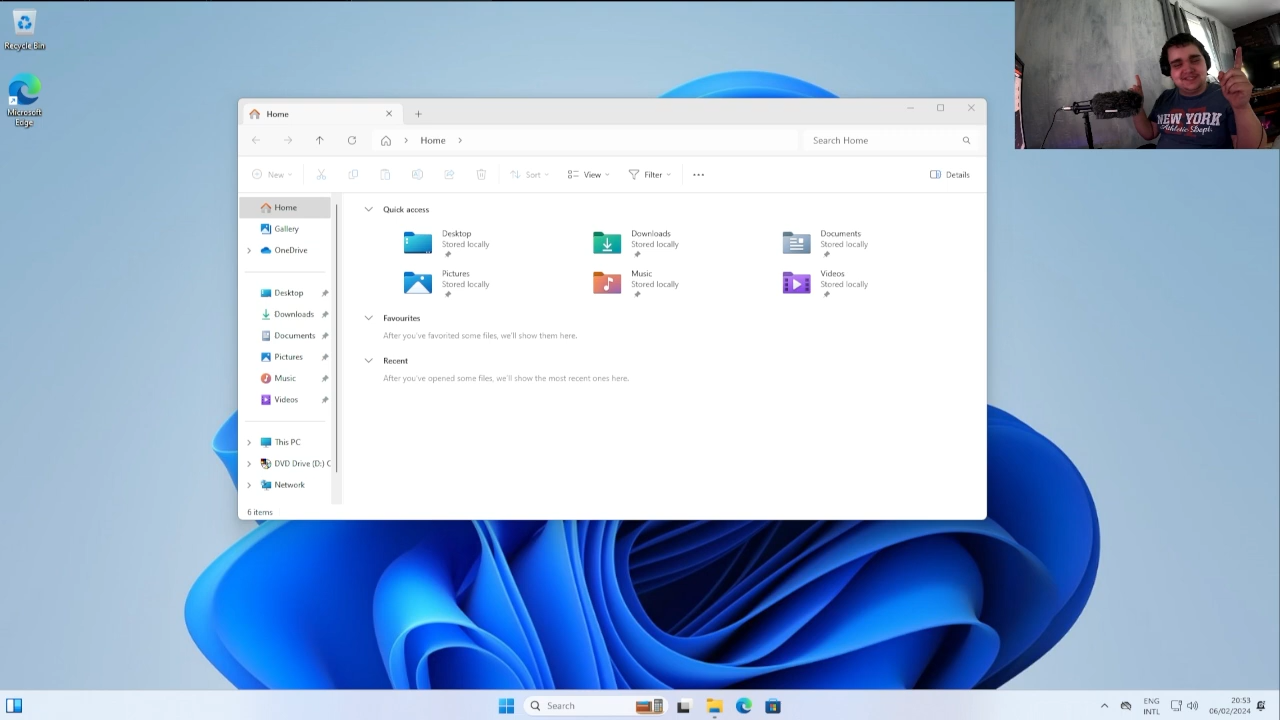 Recycle Bin
Microsoft
Edge
Home
Home
Search Home
New
Sort
View
Filter
Details
Home
Gallery
OneDrive
Desktop
Downloads
Documents
Pictures
Music
Videos
This PC
DVD Drive (D:) C
Network
Quick access
Desktop
Stored locally
Downloads
Stored locally
Documents
Stored locally
Pictures
Stored locally
Music
Stored locally
Videos
Stored locally
Favourites
After you've favorited some files, we'll show them here.
Recent
After you've opened some files, we'll show the most recent ones here.
6 items
NEW YORK
Athletic Dept.
Search
ENG
INTL
20:53
06/02/2024